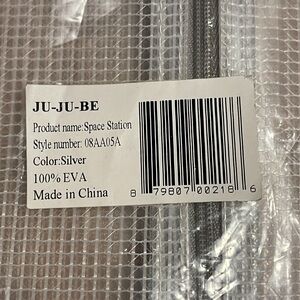 JU-JU-BE
Product name:Space Station
Style number: 08AA05A
Color:Silver
100% EVA
Made in China
8 79807 00218 6